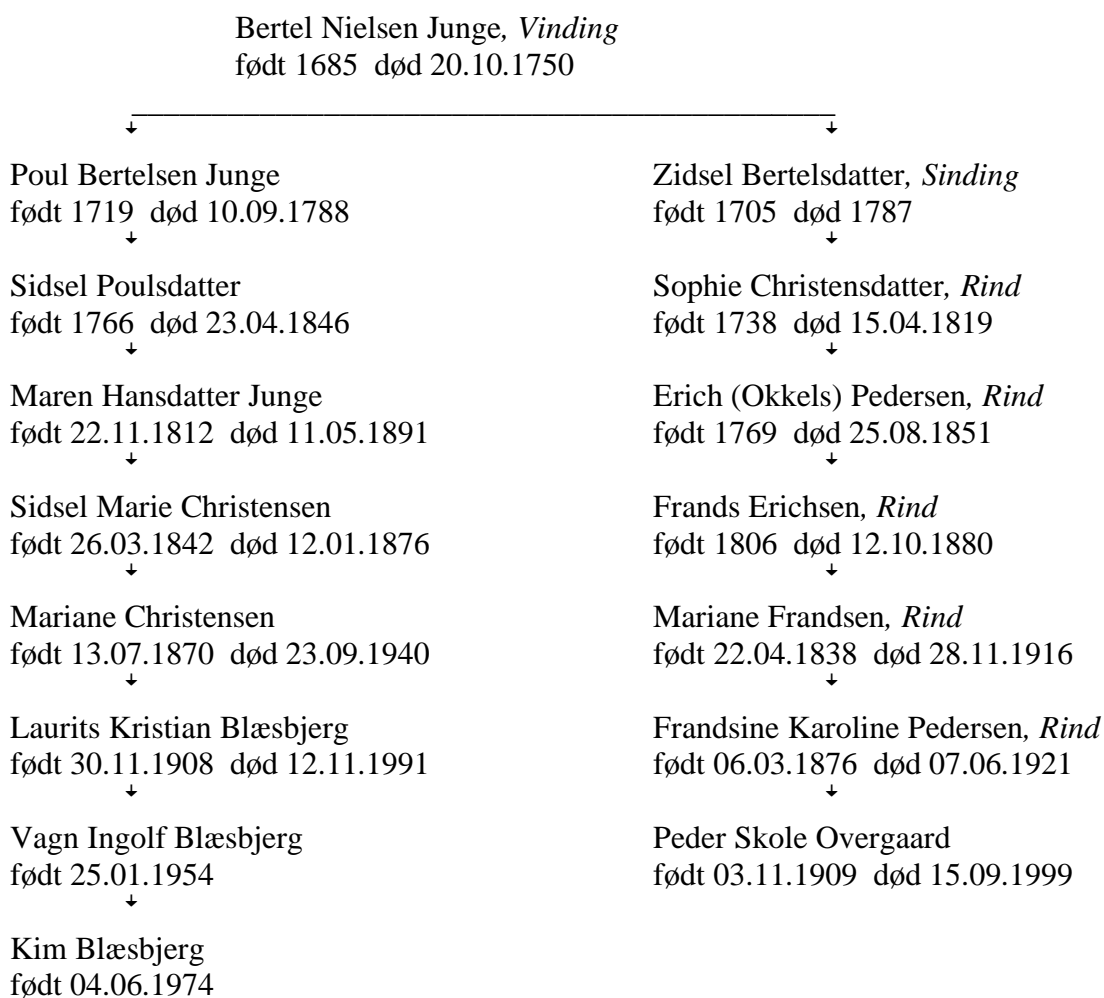 Bertel Nielsen Junge, Vinding
født 1685 død 20.10.1750
Poul Bertelsen Junge
født 1719 død 10.09.1788
Zidsel Bertelsdatter, Sinding
født 1705 død 1787
Sidsel Poulsdatter
født 1766 død 23.04.1846
Sophie Christensdatter, Rind
født 1738 død 15.04.1819
Maren Hansdatter Junge
født 22.11.1812 død 11.05.1891
Erich (Okkels) Pedersen, Rind
født 1769 død 25.08.1851
Sidsel Marie Christensen
født 26.03.1842 død 12.01.1876
Frands Erichsen, Rind
født 1806 død 12.10.1880
Mariane Christensen
født 13.07.1870 død 23.09.1940
Mariane Frandsen, Rind
født 22.04.1838 død 28.11.1916
Laurits Kristian Blæsbjerg
født 30.11.1908 død 12.11.1991
Frandsine Karoline Pedersen, Rind
født 06.03.1876 død 07.06.1921
Vagn Ingolf Blæsbjerg
født 25.01.1954
Peder Skole Overgaard
født 03.11.1909 død 15.09.1999
Kim Blæsbjerg
født 04.06.1974